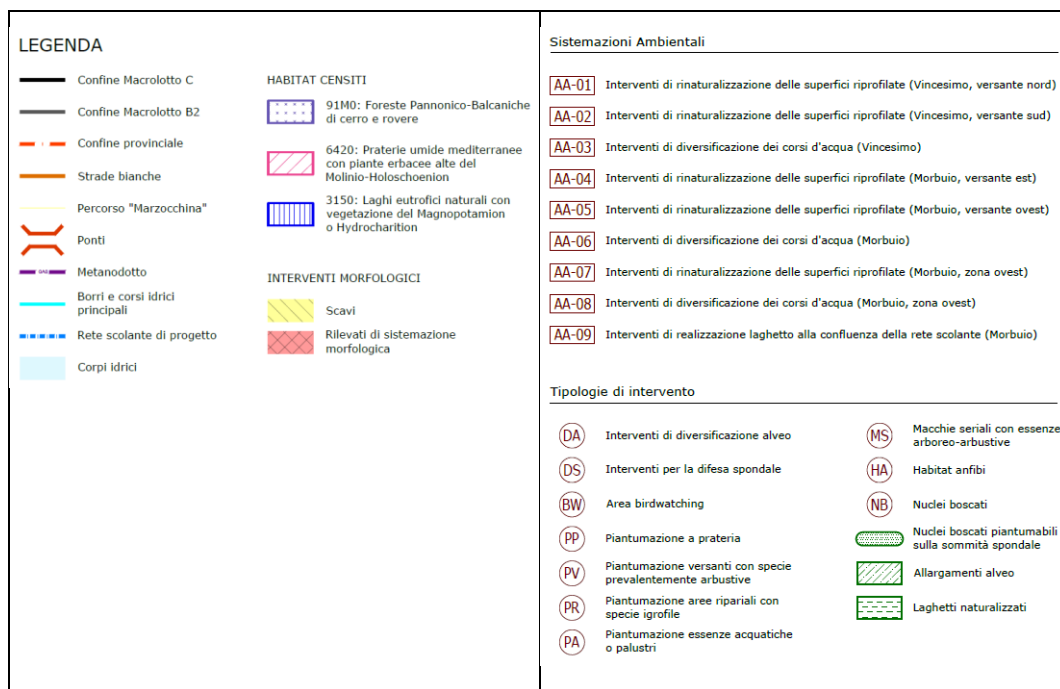 LEGENDA
Confine Macrolotto C
Confine Macrolotto B2
Confine provinciale
Strade bianche
Percorso "Marzocchina"
Ponti
Metanodotto
Borri e corsi idrici
principali
Rete scolante di progetto
Corpi idrici
HABITAT CENSITI
91M0: Foreste Pannonico-Balcaniche
di cerro e rovere
6420: Praterie umide mediterranee
con piante erbacee alte del
Molinio-Holoschoenion
3150: Laghi eutrofici naturali con
vegetazione del Magnopotamion
o Hydrocharition
INTERVENTI MORFOLOGICI
Scavi
Rilevati di sistemazione
morfologica
Sistemazioni Ambientali
AA-01 Interventi di rinaturalizzazione delle superfici riprofilate (Vincesimo, versante nord)
AA-02 Interventi di rinaturalizzazione delle superfici riprofilate (Vincesimo, versante sud)
AA-03 Interventi di diversificazione dei corsi d'acqua (Vincesimo)
AA-04 Interventi di rinaturalizzazione delle superfici riprofilate (Morbuio, versante est)
AA-05 Interventi di rinaturalizzazione delle superfici riprofilate (Morbuio, versante ovest)
AA-06 Interventi di diversificazione dei corsi d'acqua (Morbuio)
AA-07 Interventi di rinaturalizzazione delle superfici riprofilate (Morbuio, zona ovest)
AA-08 Interventi di diversificazione dei corsi d'acqua (Morbuio, zona ovest)
AA-09 Interventi di realizzazione laghetto alla confluenza della rete scolante (Morbuio)
Tipologie di intervento
DA Interventi di diversificazione alveo
DS Interventi per la difesa spondale
BW Area birdwatching
PP Piantumazione a prateria
PV Piantumazione versanti con specie
prevalentemente arbustive
PR Piantumazione aree ripariali con
specie igrofile
PA Piantumazione essenze acquatiche
o palustri
MS Macchie seriali con essenze
arboreo-arbustive
HA Habitat anfibi
NB Nuclei boscati
Nuclei boscati piantumabili
sulla sommità spondale
Allargamenti alveo
Laghetti naturalizzati